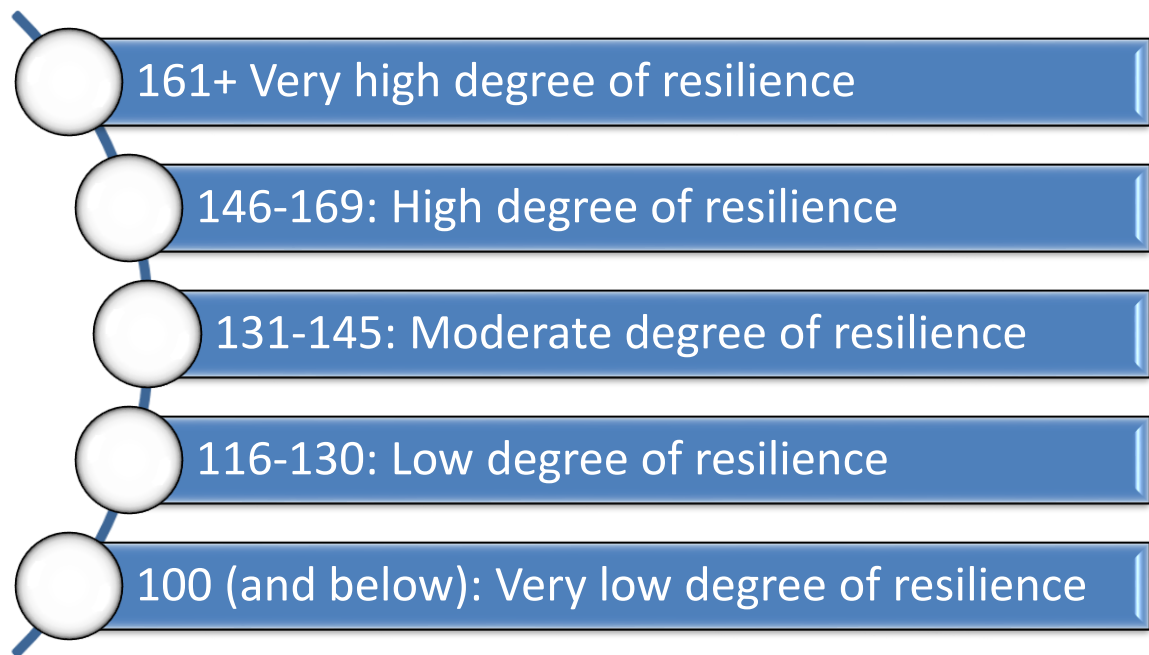 161+ Very high degree of resilience
146-169: High degree of resilience
131-145: Moderate degree of resilience
116-130: Low degree of resilience
100 (and below): Very low degree of resilience